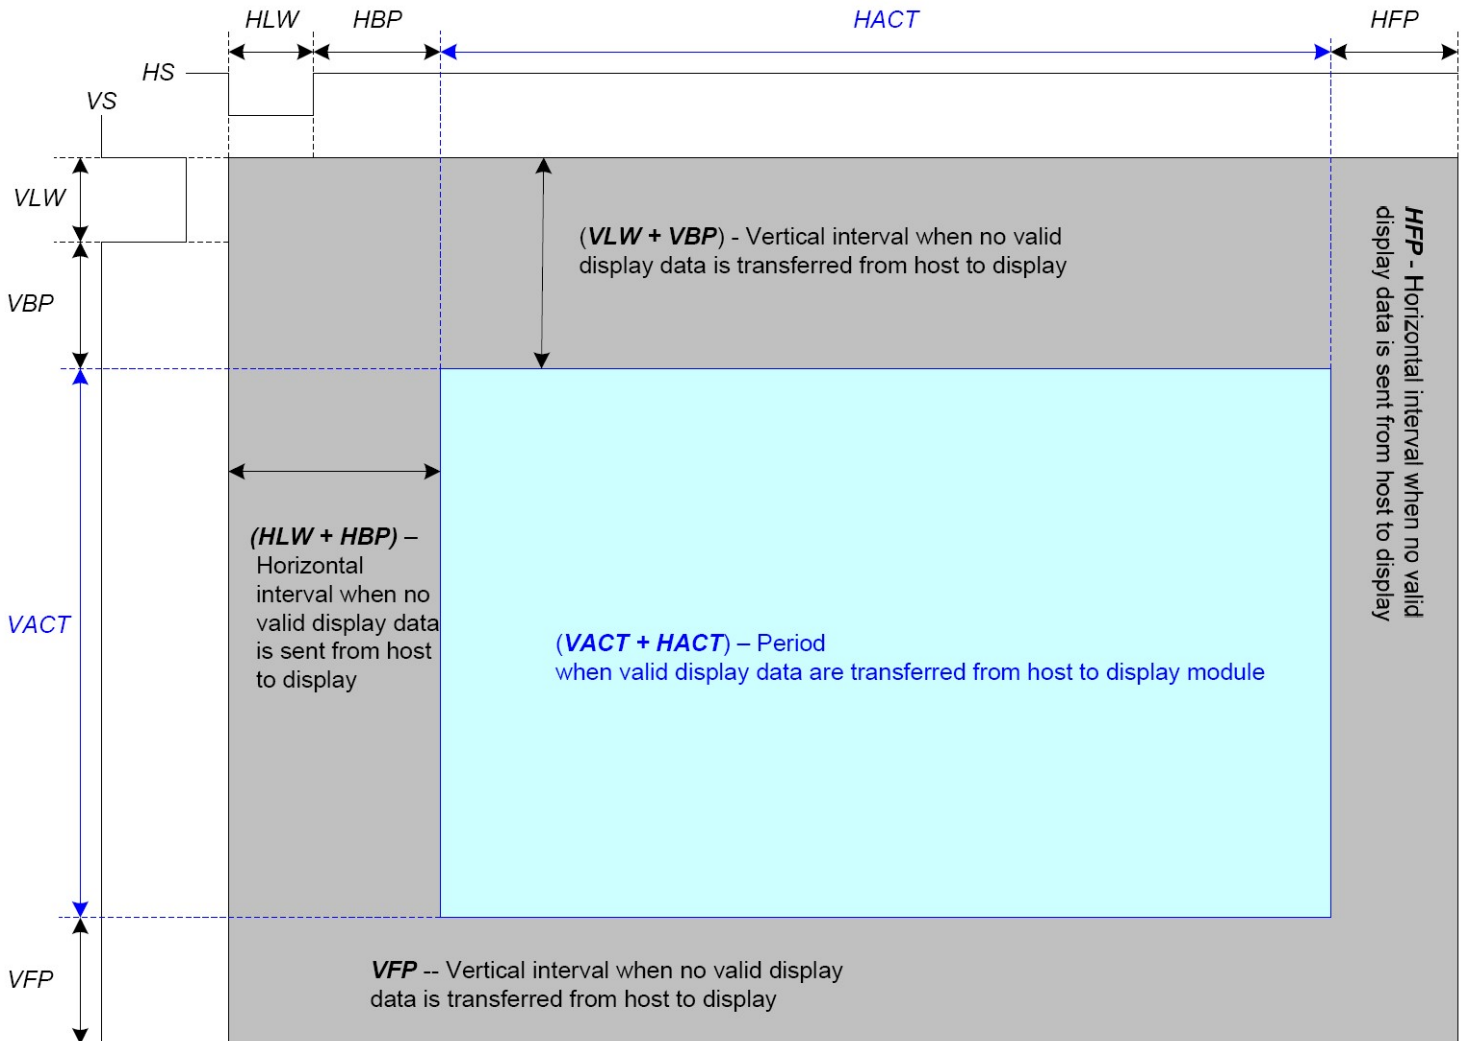 HLW
HBP
HACT
HFP
HS
VS
VLW
(VLW + VBP) - Vertical interval when no valid
display data is transferred from host to display
HFP - Horizontal interval when no valid
display data is sent from host to display
VBP
(HLW + HBP) –
Horizontal
interval when no
valid display data
is sent from host
to display
VACT
(VACT + HACT) – Period
when valid display data are transferred from host to display module
VFP
VFP -- Vertical interval when no valid display
data is transferred from host to display